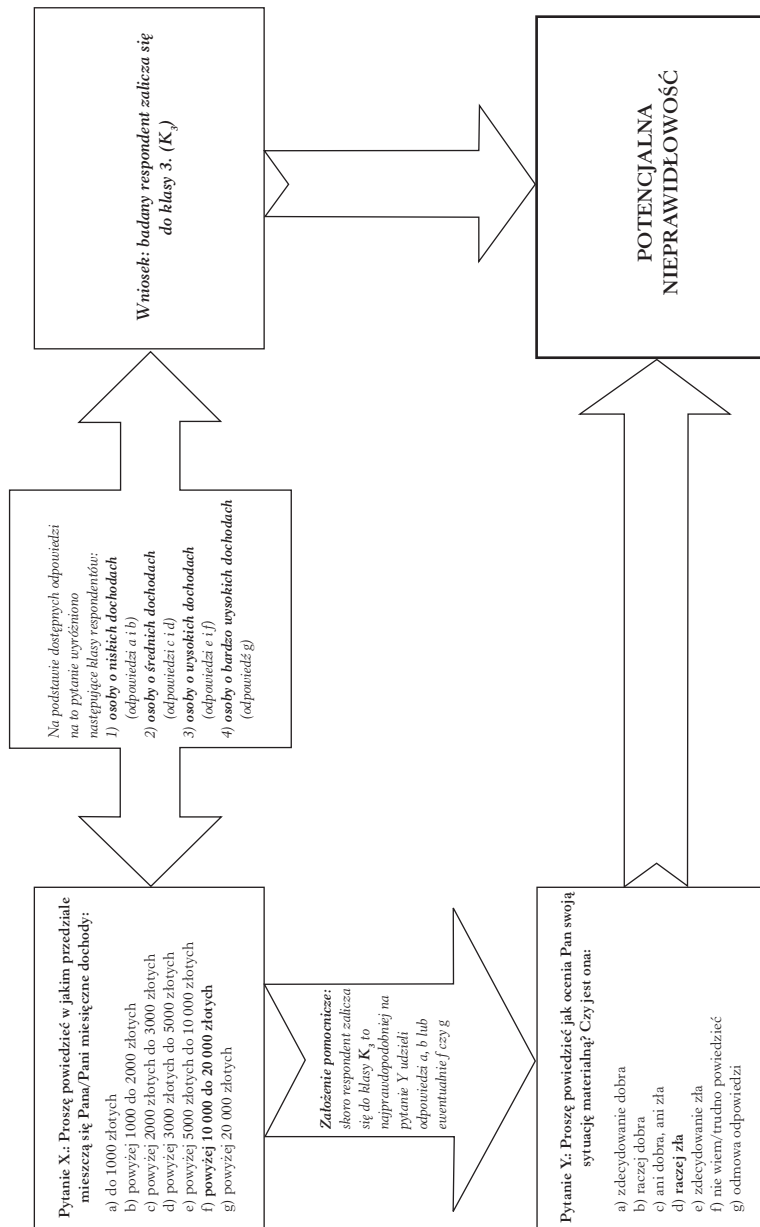 Pytanie X.: Proszę powiedzieć w jakim przedziale
mieszczą się Pana/Pani miesięczne dochody:
a) do 1000 złotych
b) powyżej 1000 do 2000 złotych
c) powyżej 2000 złotych do 3000 złotych
d) powyżej 3000 złotych do 5000 złotych
e) powyżej 5000 złotych do 10 000 złotych
f) powyżej 10 000 do 20 000 złotych
g) powyżej 20 000 złotych
Na podstawie dostępnych odpowiedzi
na to pytanie wyróżniono
następujące klasy respondentów:
1) osoby o niskich dochodach
(odpowiedzi a i b)
2) osoby o średnich dochodach
(odpowiedzi c i d)
3) osoby o wysokich dochodach
(odpowiedzi e i f)
4) osoby o bardzo wysokich dochodach
(odpowiedź g)
Wniosek: badany respondent zalicza się
do klasy 3. (K₃)
Założenie pomocnicze:
skoro respondent zalicza
się do klasy K₃ to
najprawdopodobniej na
pytanie Y udzieli
odpowiedzi a, b lub
ewentualnie f czy g
Pytanie Y.: Proszę powiedzieć jak ocenia Pan swoją
sytuację materialną? Czy jest ona:
a) zdecydowanie dobra
b) raczej dobra
c) ani dobra, ani zła
d) raczej zła
e) zdecydowanie zła
f) nie wiem/trudno powiedzieć
g) odmowa odpowiedzi
POTENCJALNA
NIEPRAWIDŁOWOŚĆ